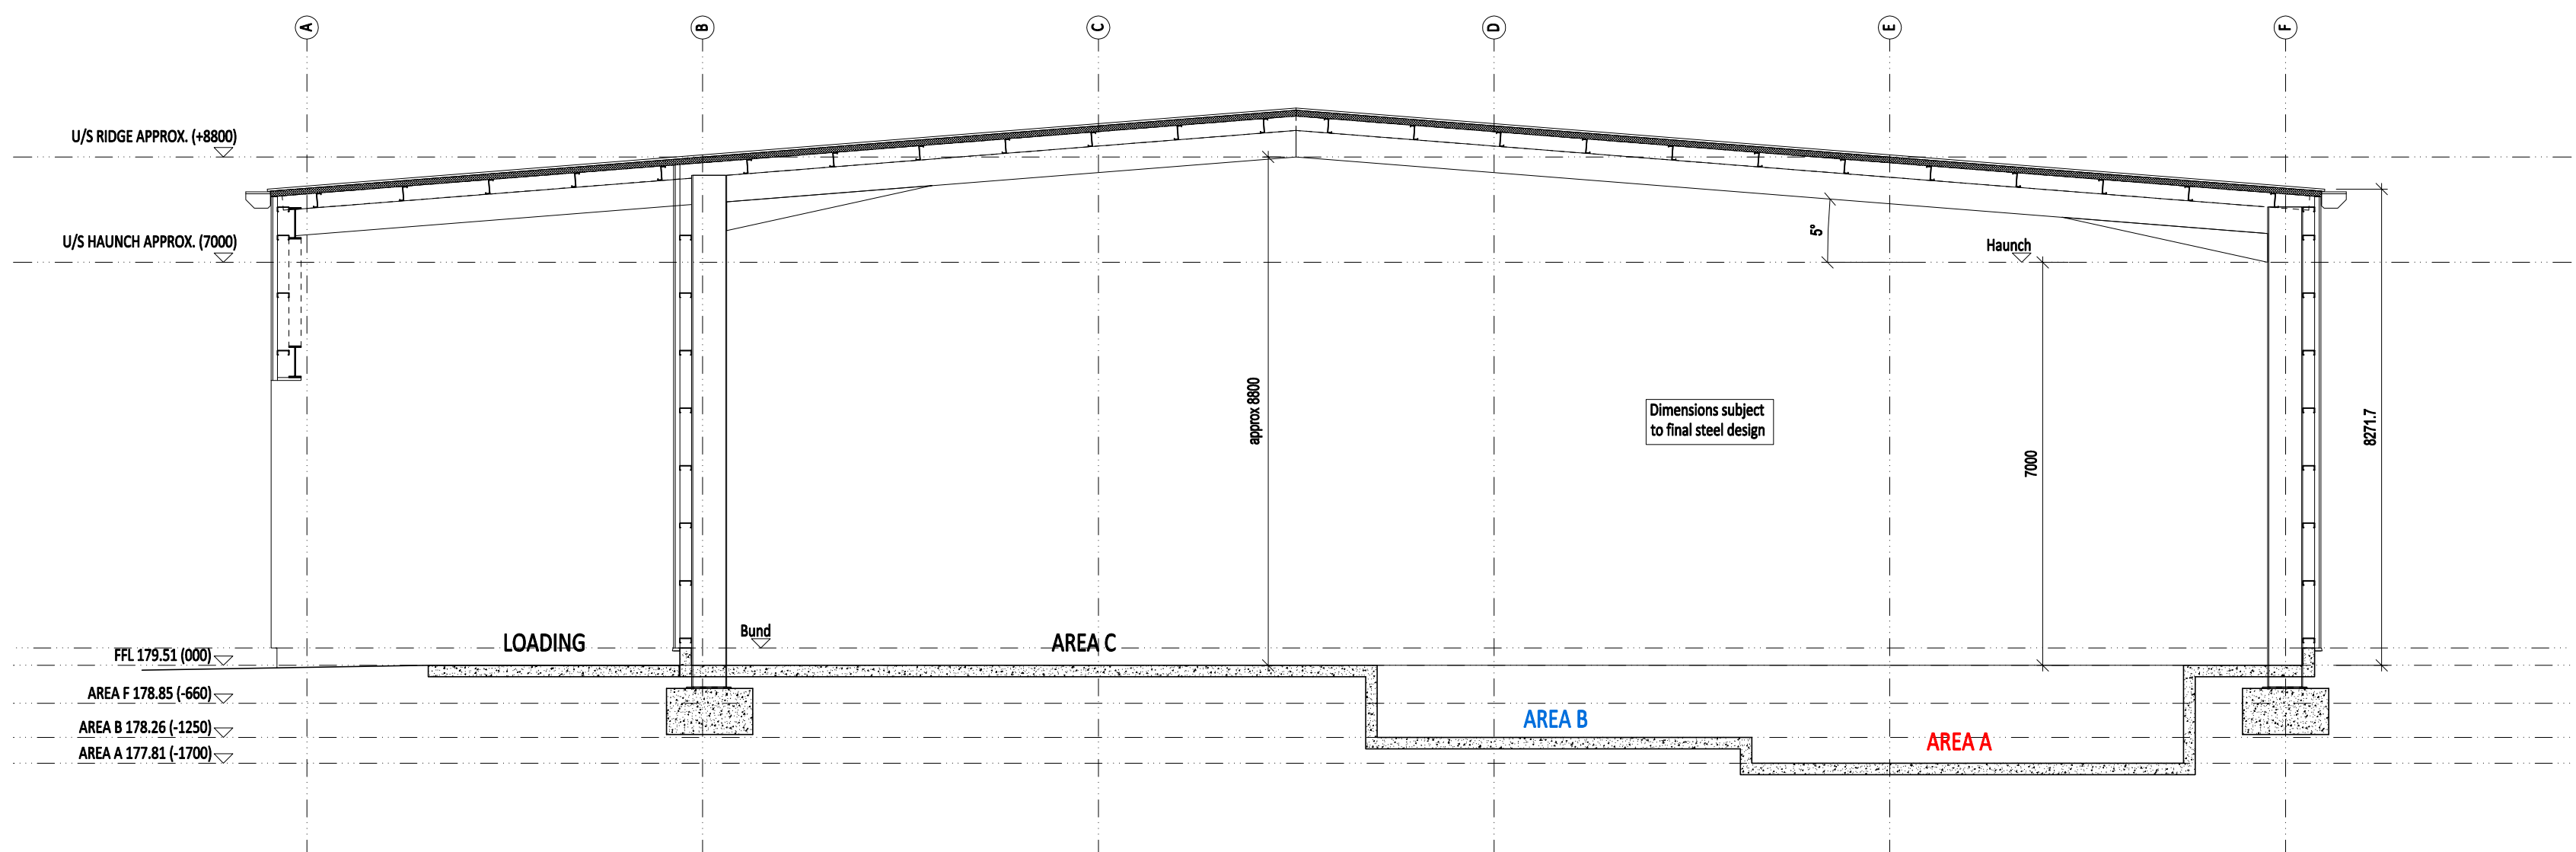 A
B
C
D
E
F
U/S RIDGE APPROX. (+8800)
U/S HAUNCH APPROX. (7000)
5°
Haunch
approx 8800
Dimensions subject
to final steel design
7000
8271.7
LOADING
Bund
AREA C
FFL 179.51 (000)
AREA F 178.85 (-660)
AREA B 178.26 (-1250)
AREA A 177.81 (-1700)
AREA B
AREA A